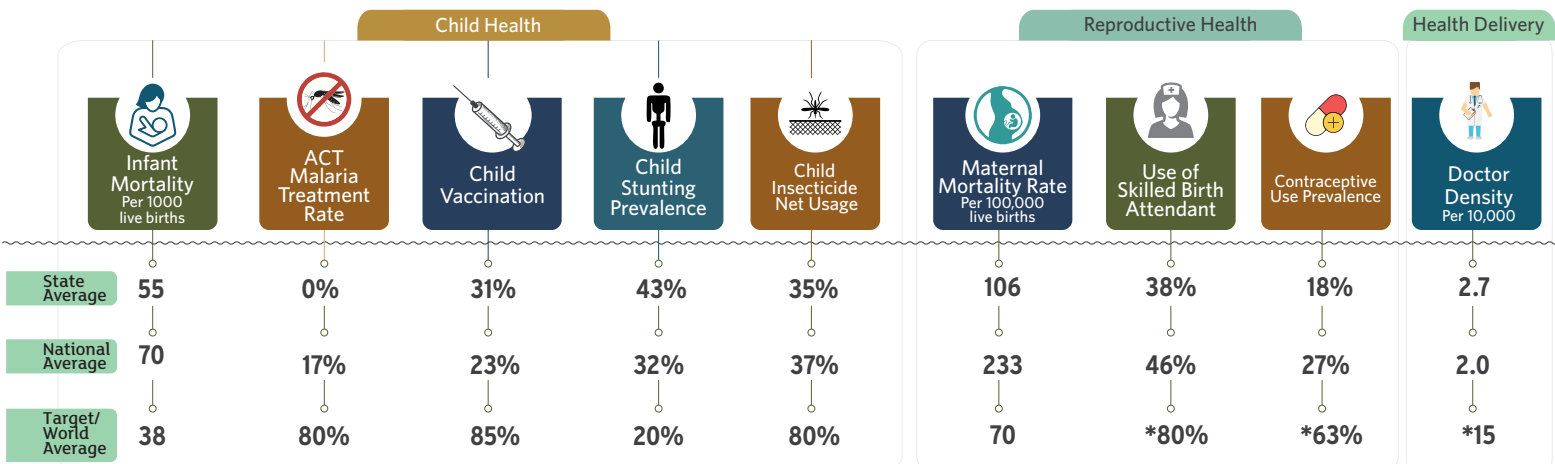 Child Health
Reproductive Health
Health Delivery
Infant
Mortality
Per 1000
live births
ACT
Malaria
Treatment
Rate
Child
Vaccination
Child
Stunting
Prevalence
Child
Insecticide
Net Usage
Maternal
Mortality Rate
Per 100,000
live births
Use of
Skilled Birth
Attendant
Contraceptive
Use Prevalence
Doctor
Density
Per 10,000
State
Average
55 0% 31% 43% 35% 106 38% 18% 2.7
National
Average
70 17% 23% 32% 37% 233 46% 27% 2.0
Target/
World
Average
38 80% 85% 20% 80% 70 *80% *63% *15